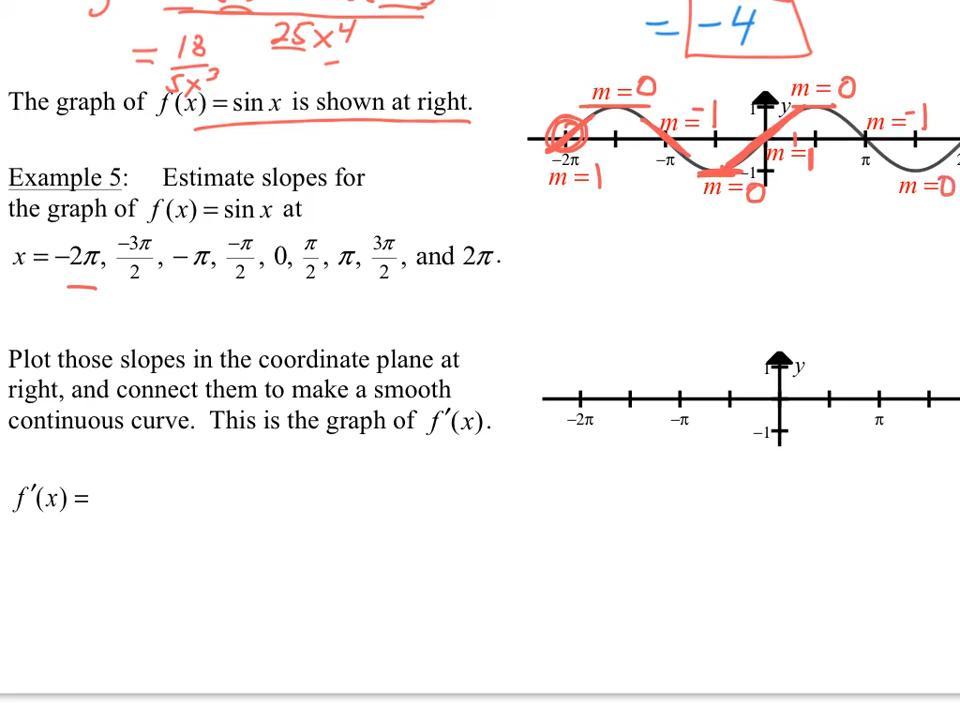 = 18/5x³ 25x⁴
= -4
The graph of f(x) = sin x is shown at right.
m = 0 m = 0
1 y
m = -1 m = -1
-2π -π m = 1 π 2
m = 1 m = 0 -1 m = 0
Example 5: Estimate slopes for
the graph of f(x) = sin x at
x = -2π, -3π/2, -π, -π/2, 0, π/2, π, 3π/2, and 2π.
Plot those slopes in the coordinate plane at
right, and connect them to make a smooth
continuous curve. This is the graph of f′(x).
1 y
-2π -π -1 π
f′(x) =